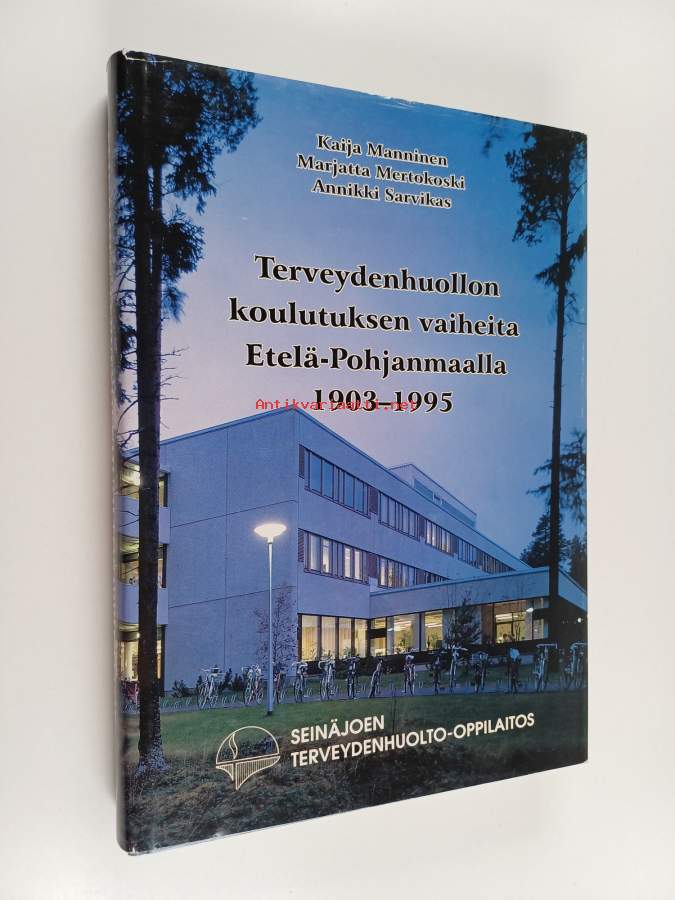 Kaija Manninen
Marjatta Mertokoski
Annikki Sarvikas
Terveydenhuollon
koulutuksen vaiheita
Etelä-Pohjanmaalla
1903–1995
Antikvariaatti.net
SEINÄJOEN
TERVEYDENHUOLTO-OPPILAITOS